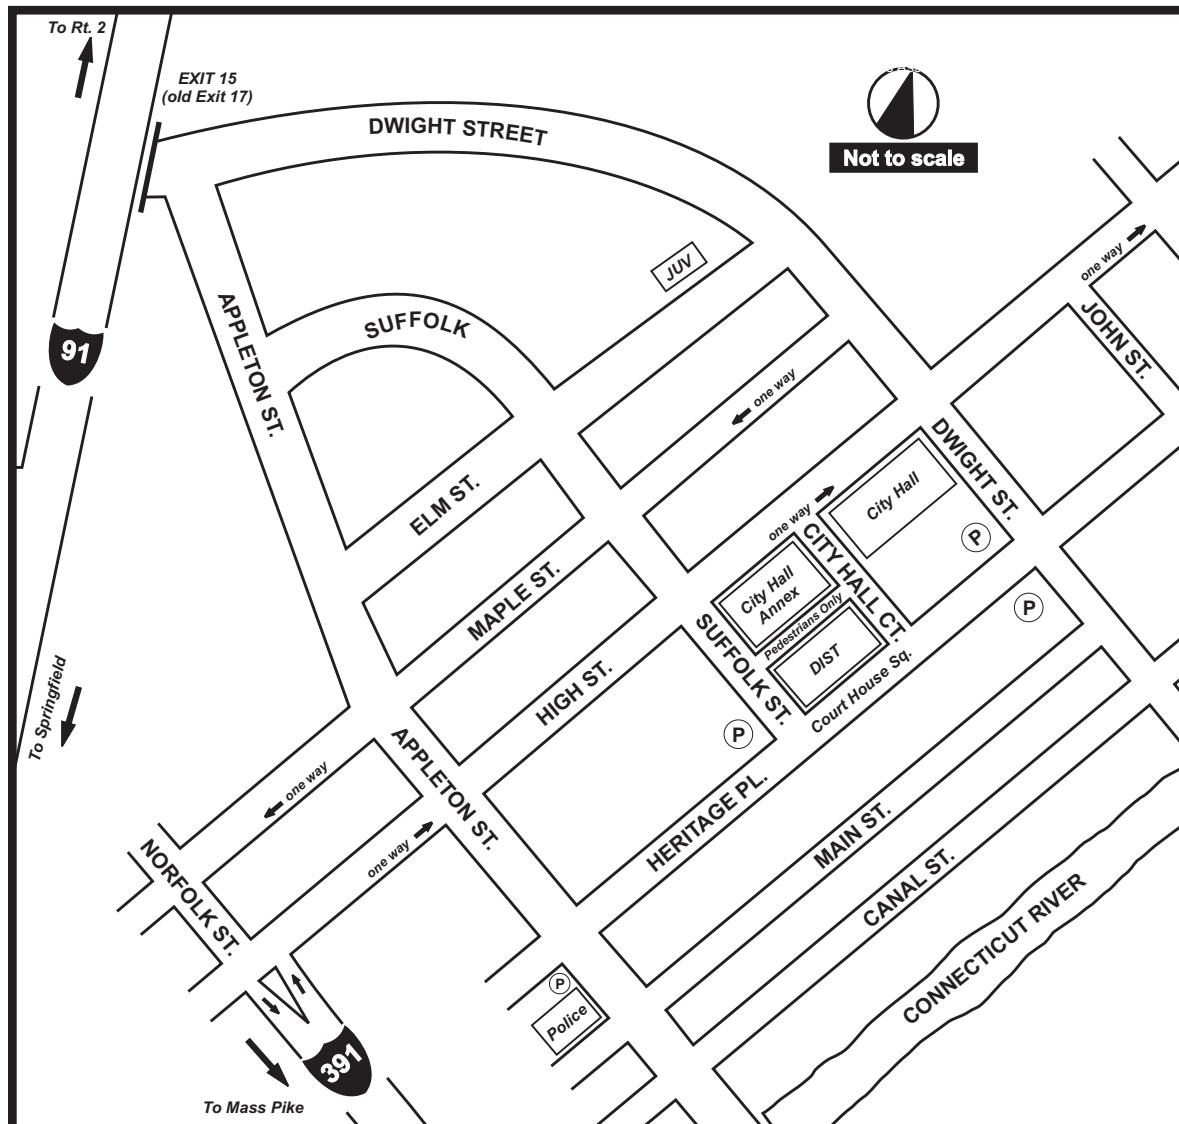 To Rt. 2
EXIT 15
(old Exit 17)
DWIGHT STREET
Not to scale
JUV
one way
JOHN ST.
APPLETON ST.
SUFFOLK
91
one way
DWIGHT ST.
City Hall
ELM ST.
one way
CITY HALL CT.
P
MAPLE ST.
City Hall
Annex
Pedestrians Only
P
SUFFOLK ST.
DIST
Court House Sq.
HIGH ST.
To Springfield
P
APPLETON ST.
one way
HERITAGE PL.
MAIN ST.
one way
NORFOLK ST.
CANAL ST.
CONNECTICUT RIVER
P
Police
391
To Mass Pike